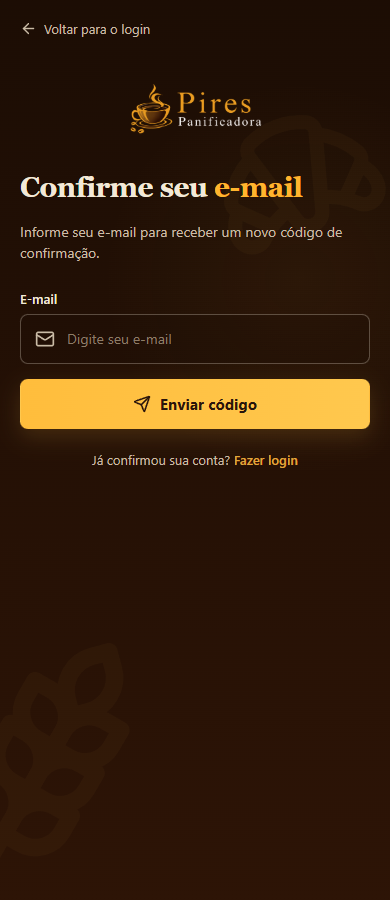 Voltar para o login
Pires
Panificadora
Confirme seu e-mail
Informe seu e-mail para receber um novo código de
confirmação.
E-mail
Digite seu e-mail
Enviar código
Já confirmou sua conta? Fazer login